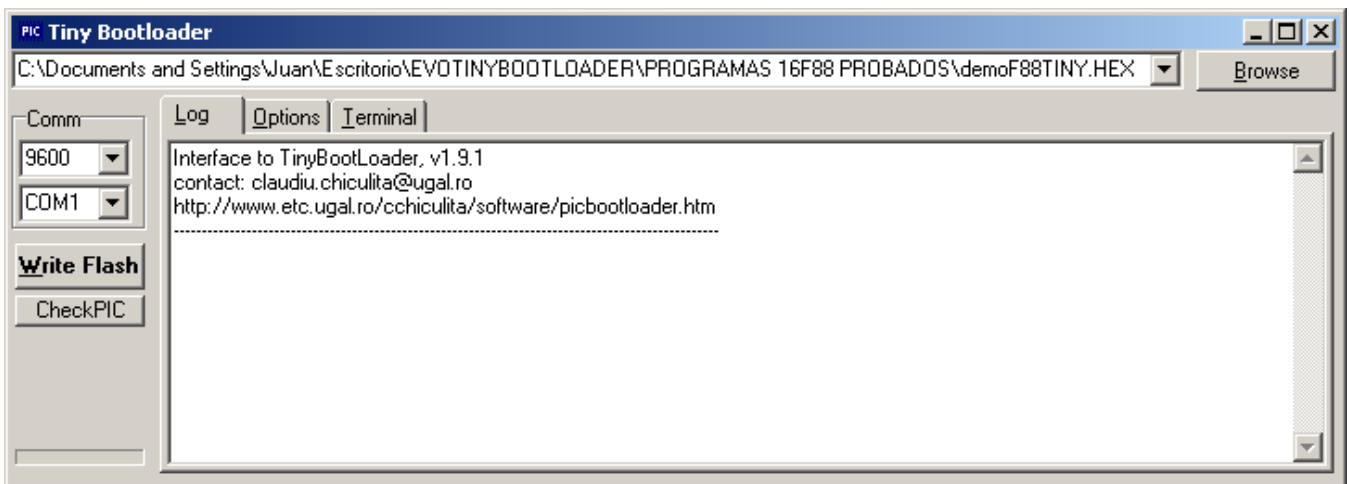 PIC Tiny Bootloader
C:\Documents and Settings\Juan\Escritorio\EVOTINYBOOTLOADER\PROGRAMAS 16F88 PROBADOS\demoF88TINY.HEX
Browse
Comm
9600
COM1
Write Flash
CheckPIC
Log Options Terminal
Interface to TinyBootLoader, v1.9.1
contact: claudiu.chiculita@ugal.ro
http://www.etc.ugal.ro/cchiculita/software/picbootloader.htm
------------------------------------------------------------------------------------------